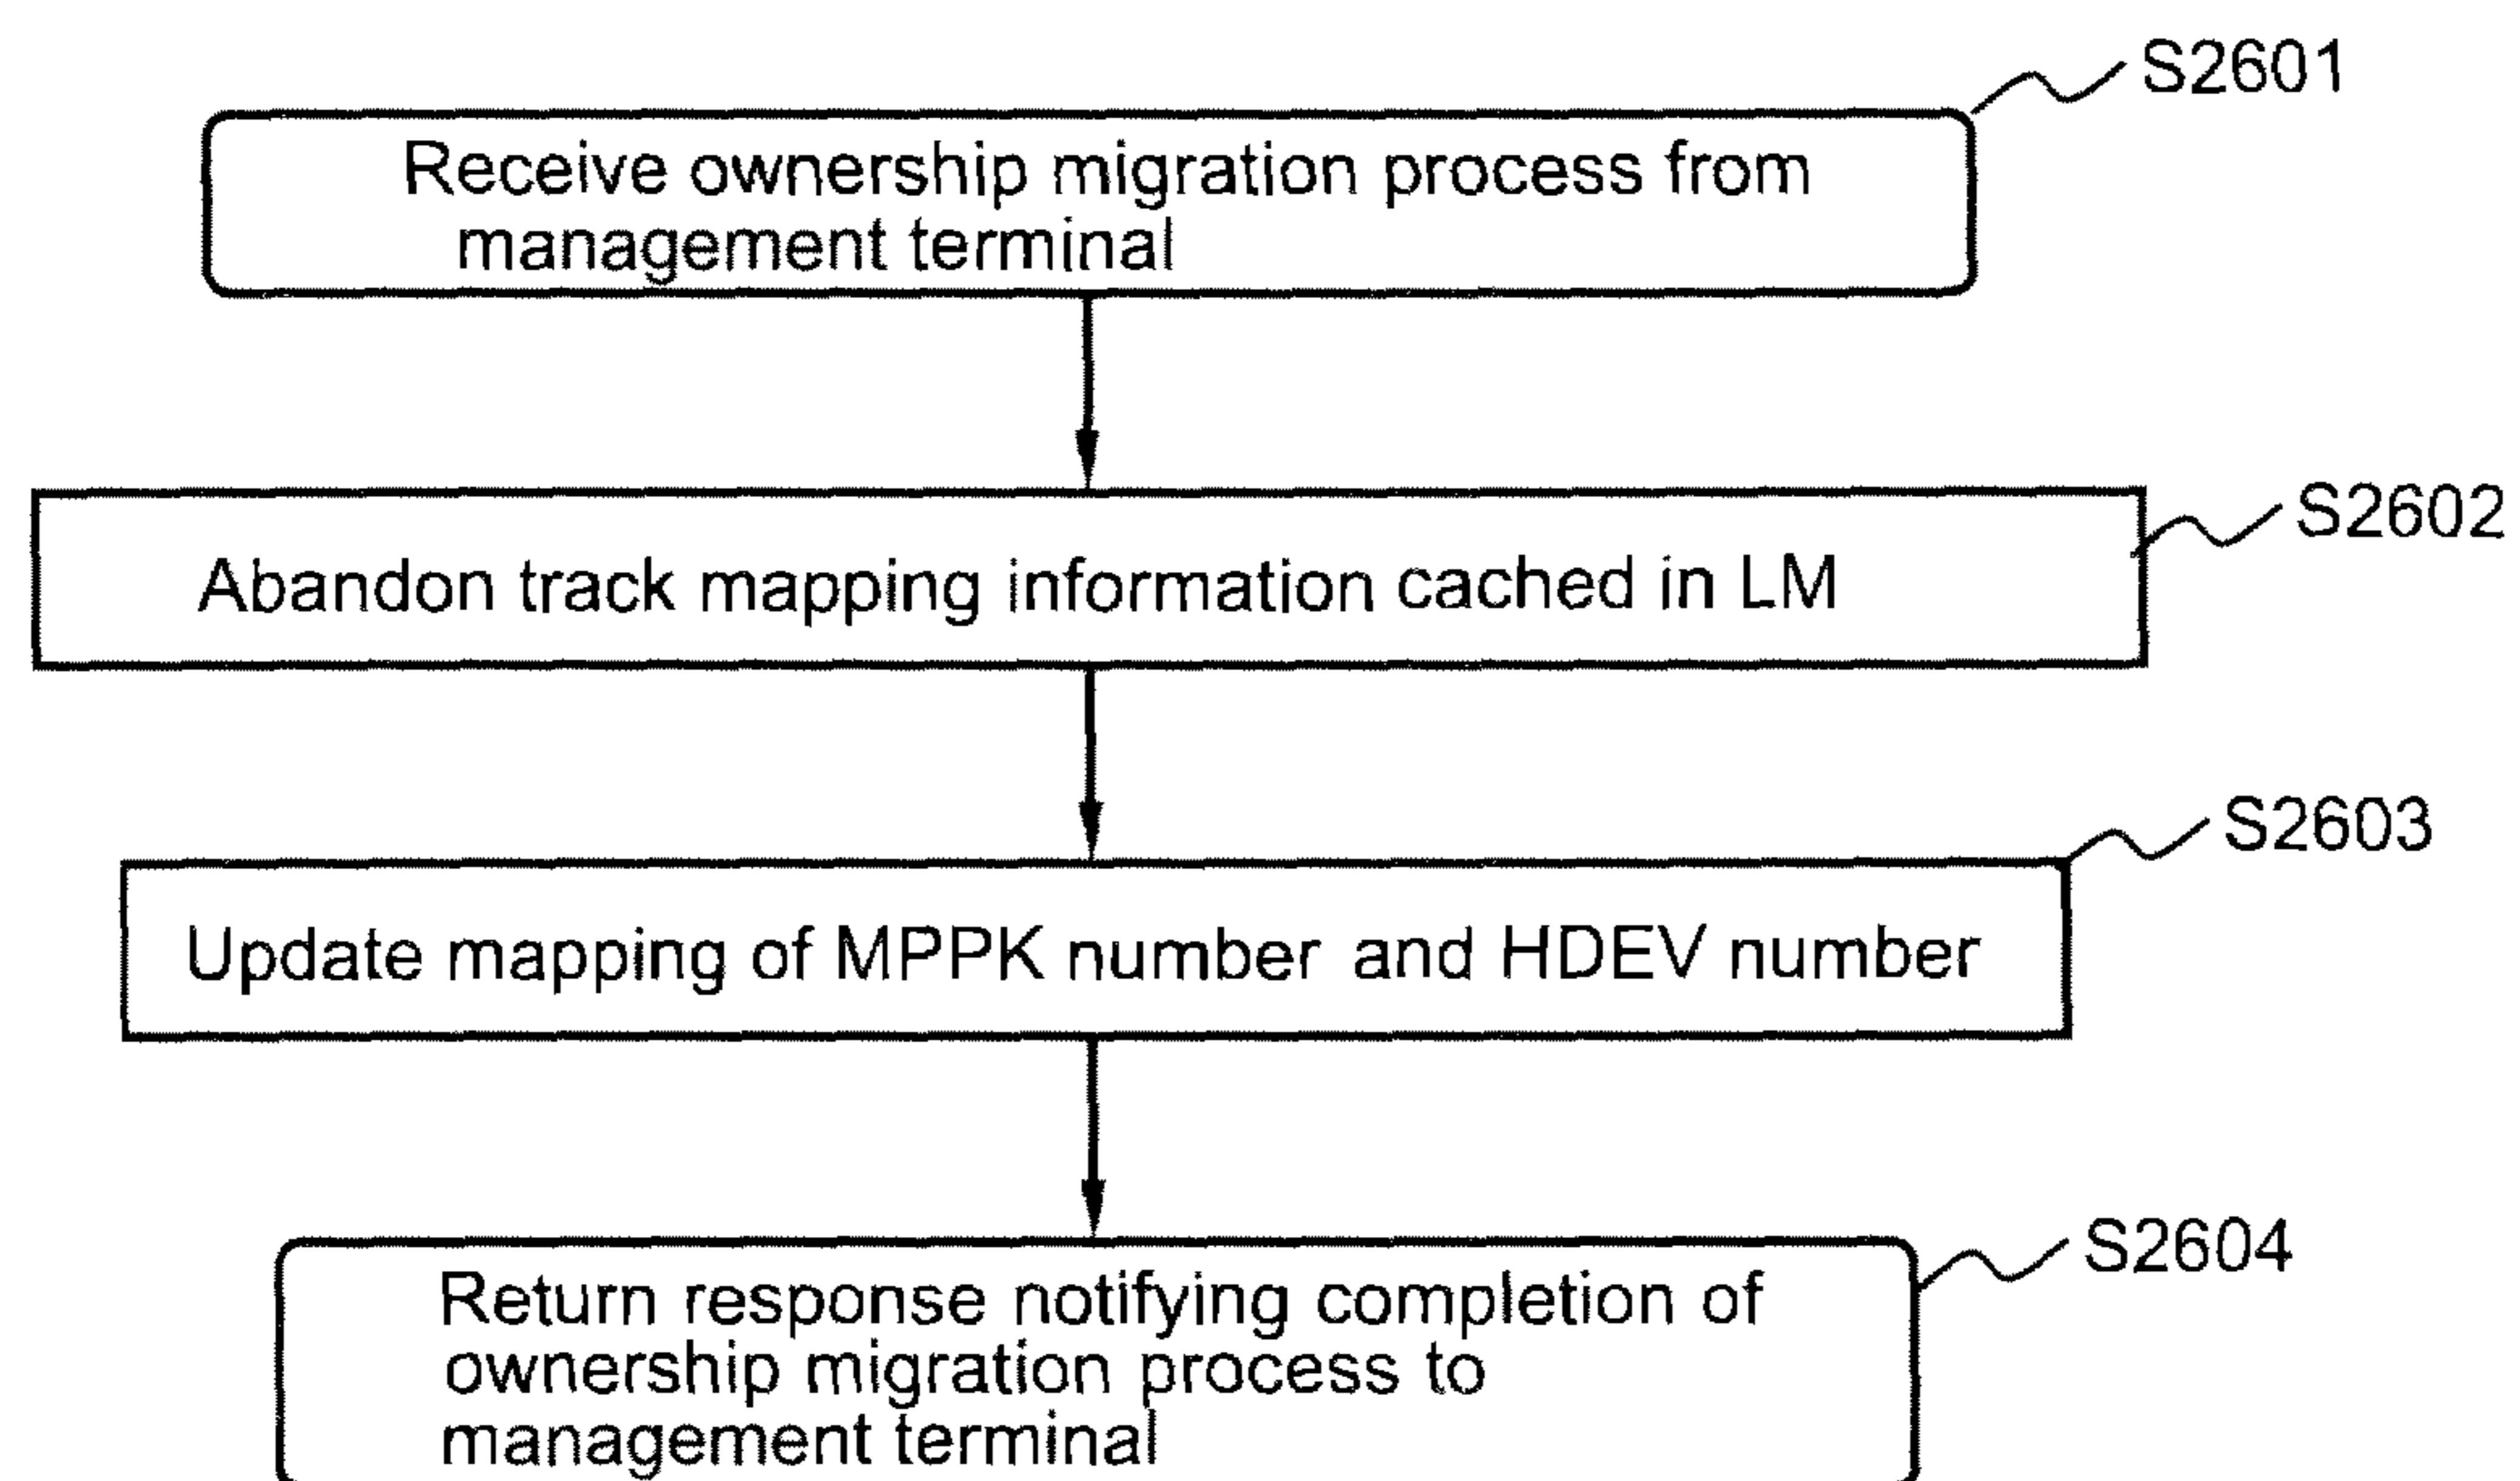 S2601
Receive ownership migration process from
management terminal
S2602
Abandon track mapping information cached in LM
S2603
Update mapping of MPPK number and HDEV number
S2604
Return response notifying completion of
ownership migration process to
management terminal